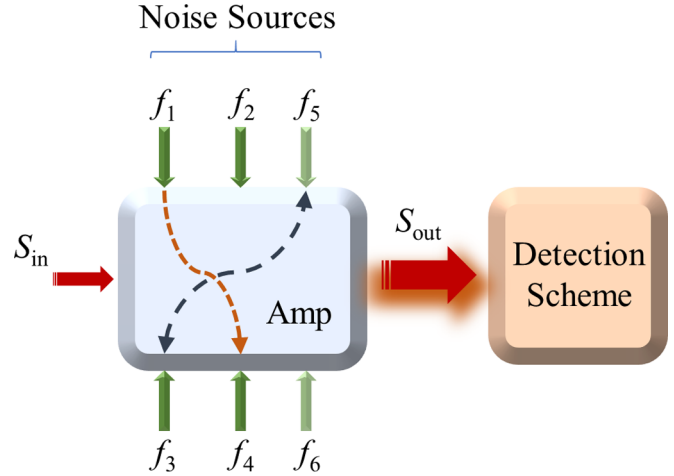 Noise Sources
f1 f2 f5
Sin
Amp
Sout
Detection
Scheme
f3 f4 f6